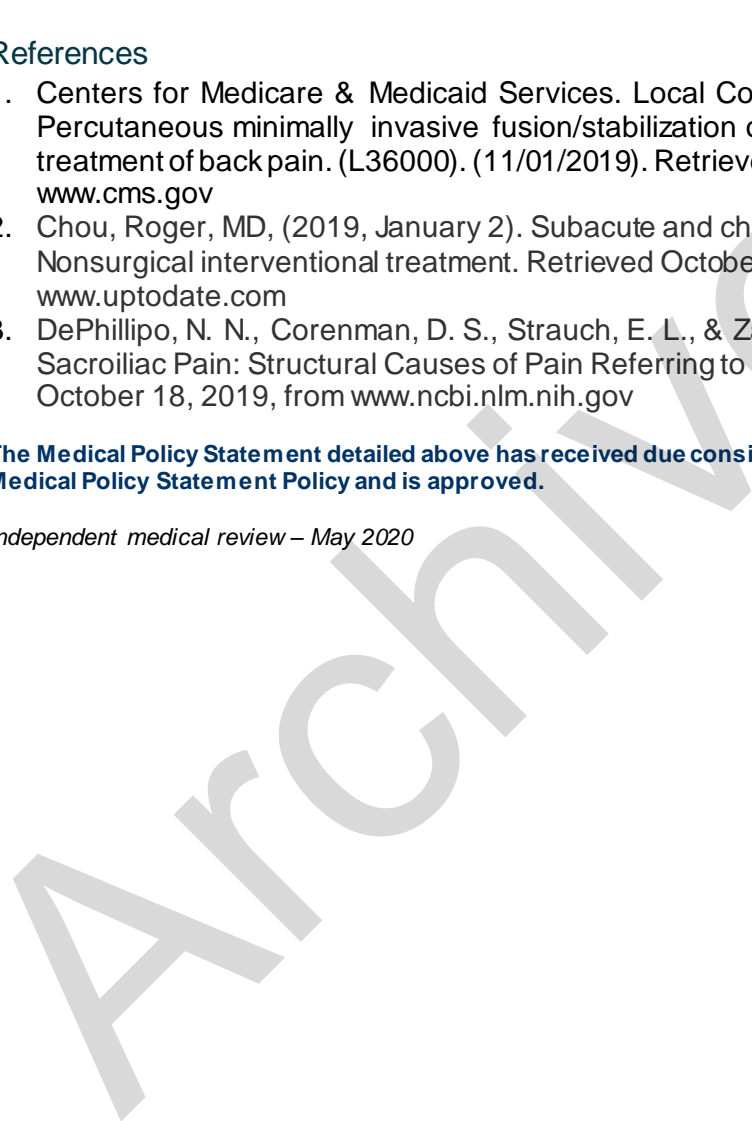 References
. Centers for Medicare & Medicaid Services. Local Co
Percutaneous minimally invasive fusion/stabilization
treatment of back pain. (L36000). (11/01/2019). Retrieve
www.cms.gov
2. Chou, Roger, MD, (2019, January 2). Subacute and ch
Nonsurgical interventional treatment. Retrieved Octobe
www.uptodate.com
3. DePhillipo, N. N., Corenman, D. S., Strauch, E. L., & Z
Sacroiliac Pain: Structural Causes of Pain Referring to
October 18, 2019, from www.ncbi.nlm.nih.gov
The Medical Policy Statement detailed above has received due consi
Medical Policy Statement Policy and is approved.
ndependent medical review – May 2020
Archiv